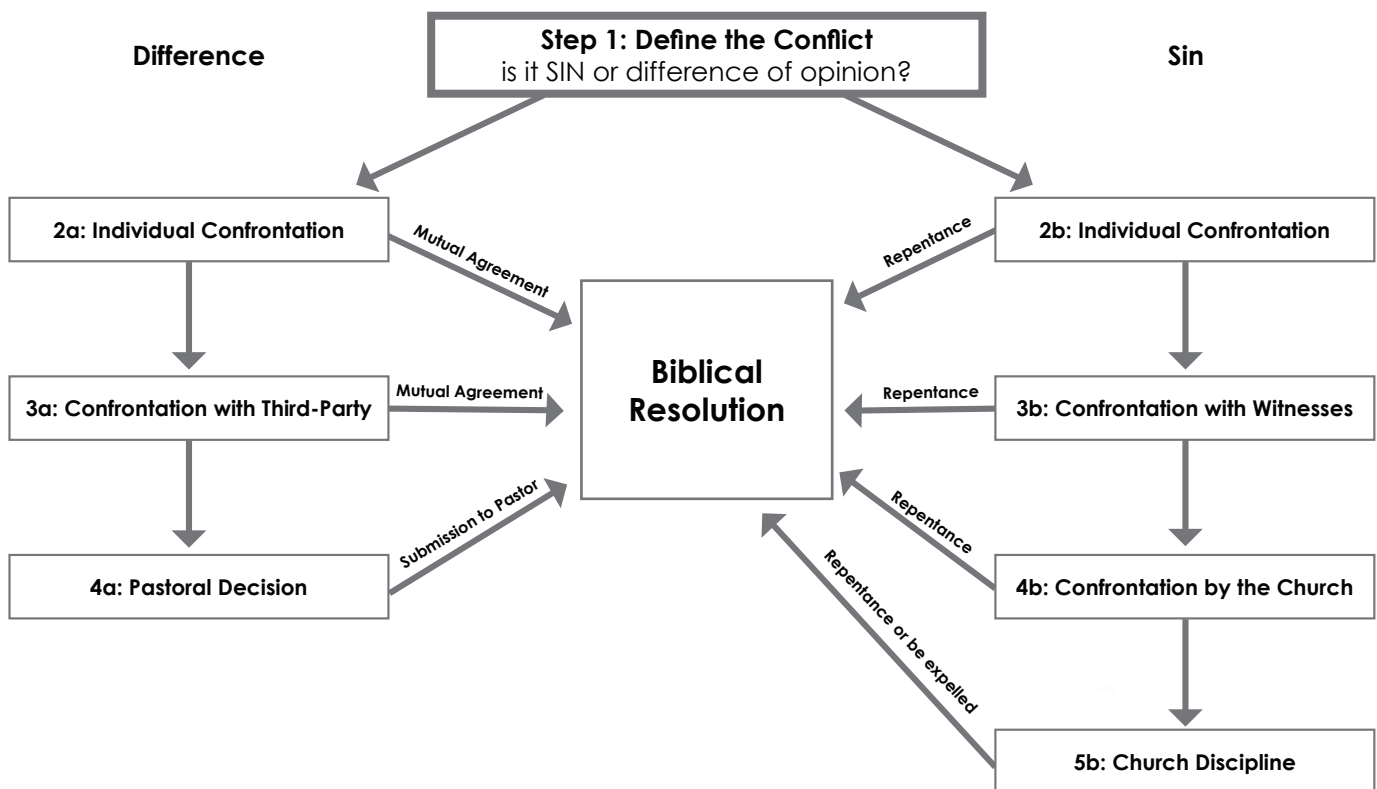 Difference
Step 1: Define the Conflict
is it SIN or difference of opinion?
Sin
2a: Individual Confrontation
Mutual Agreement
Repentance
2b: Individual Confrontation
Biblical
Resolution
3a: Confrontation with Third-Party
Mutual Agreement
Repentance
3b: Confrontation with Witnesses
Submission to Pastor
Repentance
4a: Pastoral Decision
4b: Confrontation by the Church
Repentance or be expelled
5b: Church Discipline